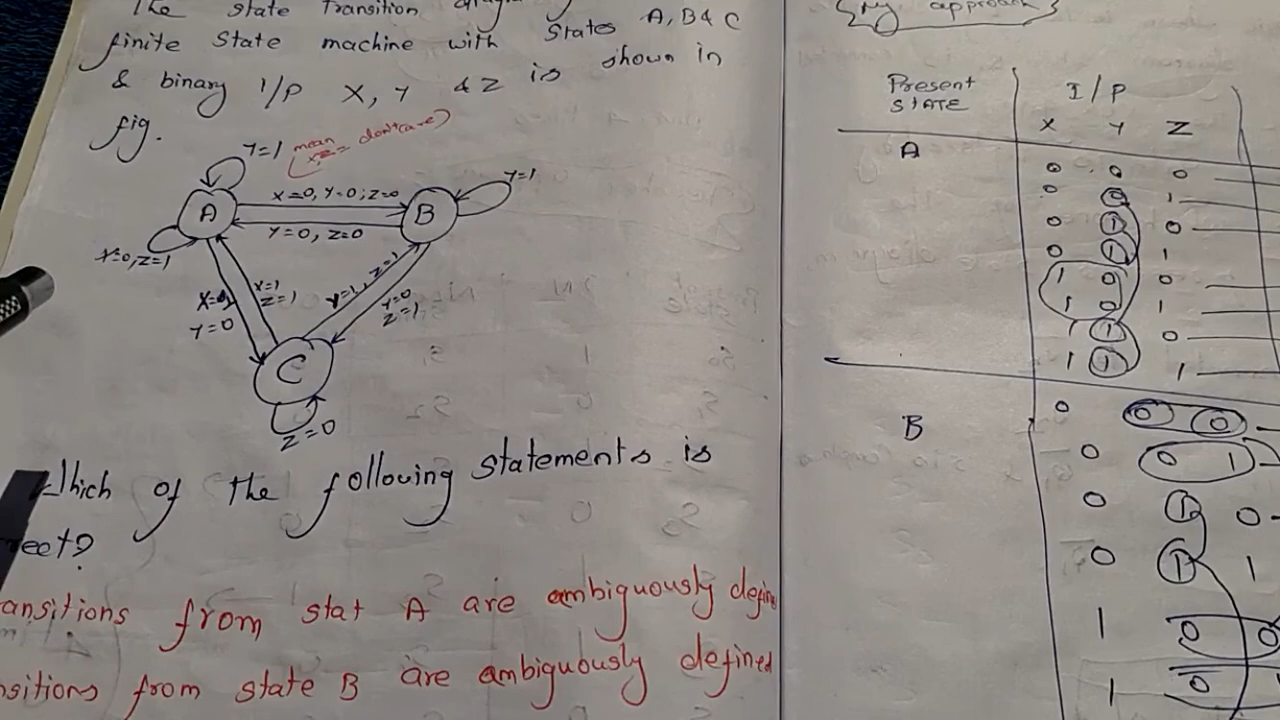 The state Transition
finite state machine with states A, B & C
& binary I/P X, Y & Z is shown in
fig.
Y=1 mean
(XZ = don't care)
Y=1
A
X=0, Y=0; Z=0
B
Y=0, Z=0
X=0, Z=1
Y=0
X=1
Z=1
Y=1, Z=1
Y=0
Z=1
C
Z=0
Which of the following statements is
ansitions from stat A are ambiguously define
nsitions from state B are ambiguously defined
{My approach}
Present
STATE
I/P
X Y Z
A
0 0 0
0 0 1
0 1 0
0 1 1
1 0 0
1 0 1
1 1 0
1 1 1
B
0 0 0
0 0 1
0 1 0
0 1 1
1 0 0
1 0